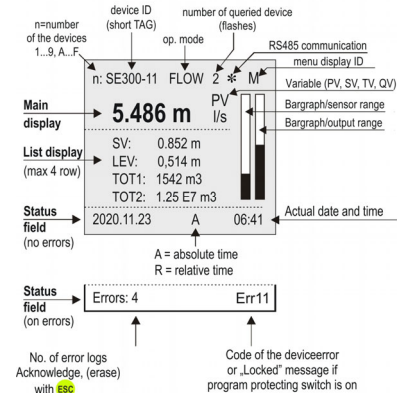 n=number
of the devices
1...9, A...F
device ID
(short TAG)
op. mode
number of queried device
(flashes)
RS485 communication
menu display ID
Variable (PV, SV, TV, QV)
Bargraph/sensor range
Bargraph/output range
n: SE300-11 FLOW 2 * M
Main
display
5.486 m
PV
l/s
List display
(max 4 row)
SV: 0.852 m
LEV: 0,514 m
TOT1: 1542 m3
TOT2: 1.25 E7 m3
Status
field
(no errors)
2020.11.23 A 06:41
Actual date and time
A = absolute time
R = relative time
Status
field
(on errors)
Errors: 4 Err11
No. of error logs
Acknowledge, (erase)
with ESC
Code of the deviceerror
or „Locked” message if
program protecting switch is on